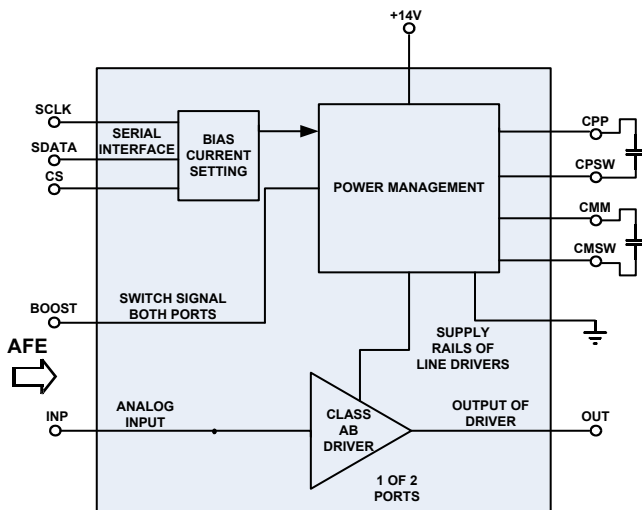 +14V
SCLK
SDATA
CS
SERIAL
INTERFACE
BIAS
CURRENT
SETTING
POWER MANAGEMENT
CPP
CPSW
CMM
CMSW
BOOST
SWITCH SIGNAL
BOTH PORTS
AFE
SUPPLY
RAILS OF
LINE DRIVERS
INP
ANALOG
INPUT
CLASS
AB
DRIVER
OUTPUT OF
DRIVER
OUT
1 OF 2
PORTS